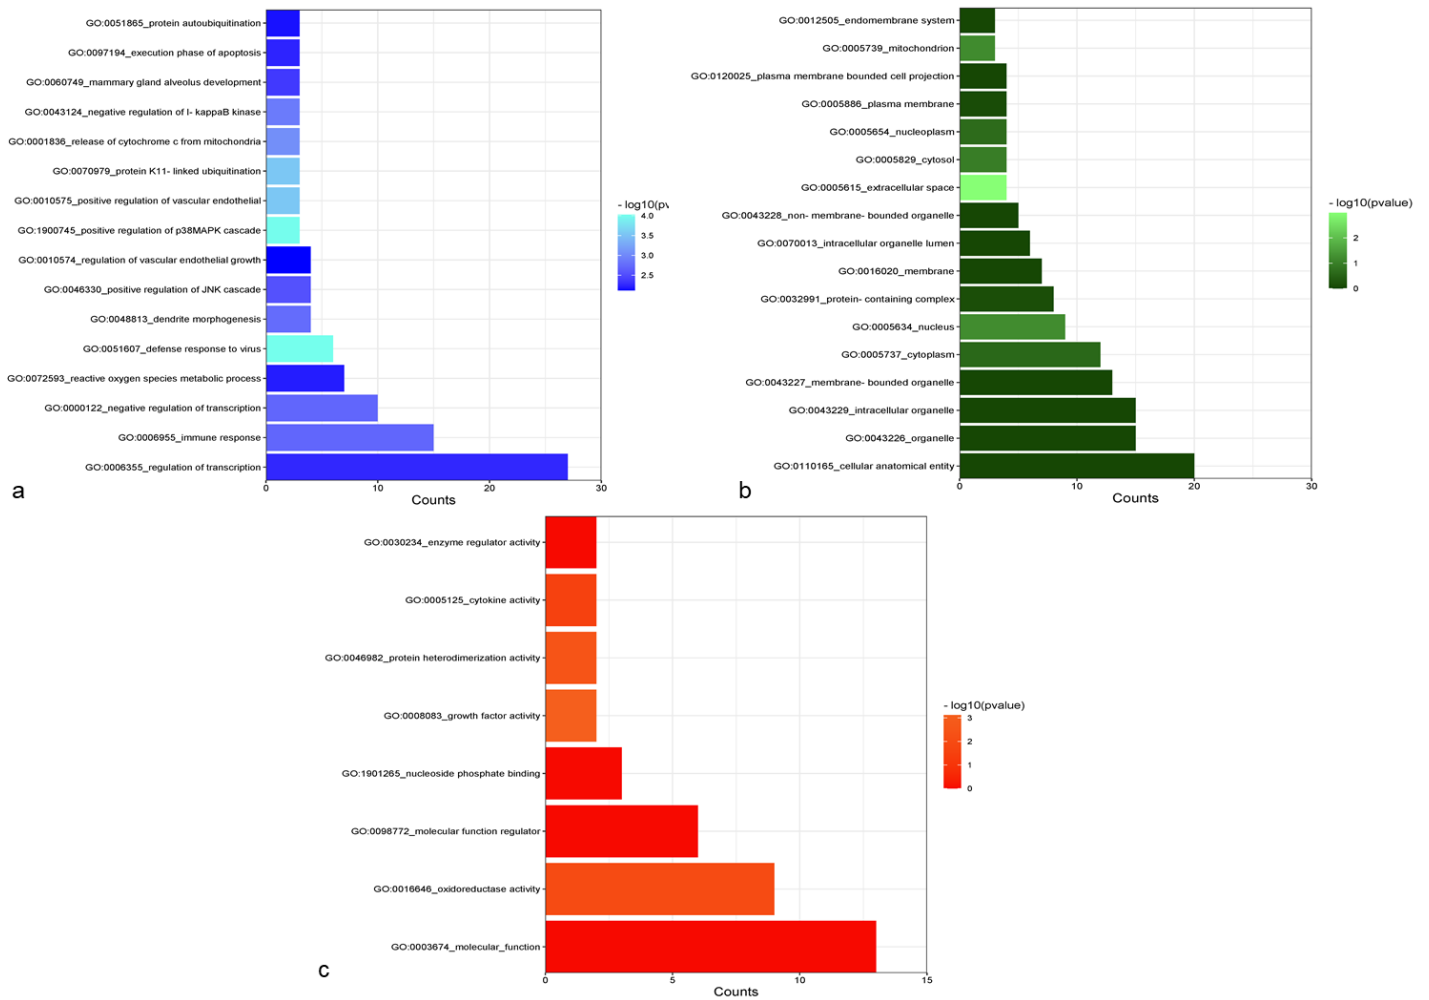 GO:0051865_protein autoubiquitination
GO:0097194_execution phase of apoptosis
GO:0060749_mammary gland alveolus development
GO:0043124_negative regulation of I- kappaB kinase
GO:0001836_release of cytochrome c from mitochondria
GO:0070979_protein K11- linked ubiquitination
GO:0010575_positive regulation of vascular endothelial
GO:1900745_positive regulation of p38MAPK cascade
GO:0010574_regulation of vascular endothelial growth
GO:0046330_positive regulation of JNK cascade
GO:0048813_dendrite morphogenesis
GO:0051607_defense response to virus
GO:0072593_reactive oxygen species metabolic process
GO:0000122_negative regulation of transcription
GO:0006955_immune response
GO:0006355_regulation of transcription
0 10 20 30
Counts
- log10(pv
4.0
3.5
3.0
2.5
a
GO:0012505_endomembrane system
GO:0005739_mitochondrion
GO:0120025_plasma membrane bounded cell projection
GO:0005886_plasma membrane
GO:0005654_nucleoplasm
GO:0005829_cytosol
GO:0005615_extracellular space
GO:0043228_non- membrane- bounded organelle
GO:0070013_intracellular organelle lumen
GO:0016020_membrane
GO:0032991_protein- containing complex
GO:0005634_nucleus
GO:0005737_cytoplasm
GO:0043227_membrane- bounded organelle
GO:0043229_intracellular organelle
GO:0043226_organelle
GO:0110165_cellular anatomical entity
0 10 20 30
Counts
- log10(pvalue)
2
1
0
b
GO:0030234_enzyme regulator activity
GO:0005125_cytokine activity
GO:0046982_protein heterodimerization activity
GO:0008083_growth factor activity
GO:1901265_nucleoside phosphate binding
GO:0098772_molecular function regulator
GO:0016646_oxidoreductase activity
GO:0003674_molecular_function
0 5 10 15
Counts
- log10(pvalue)
3
2
1
0
c